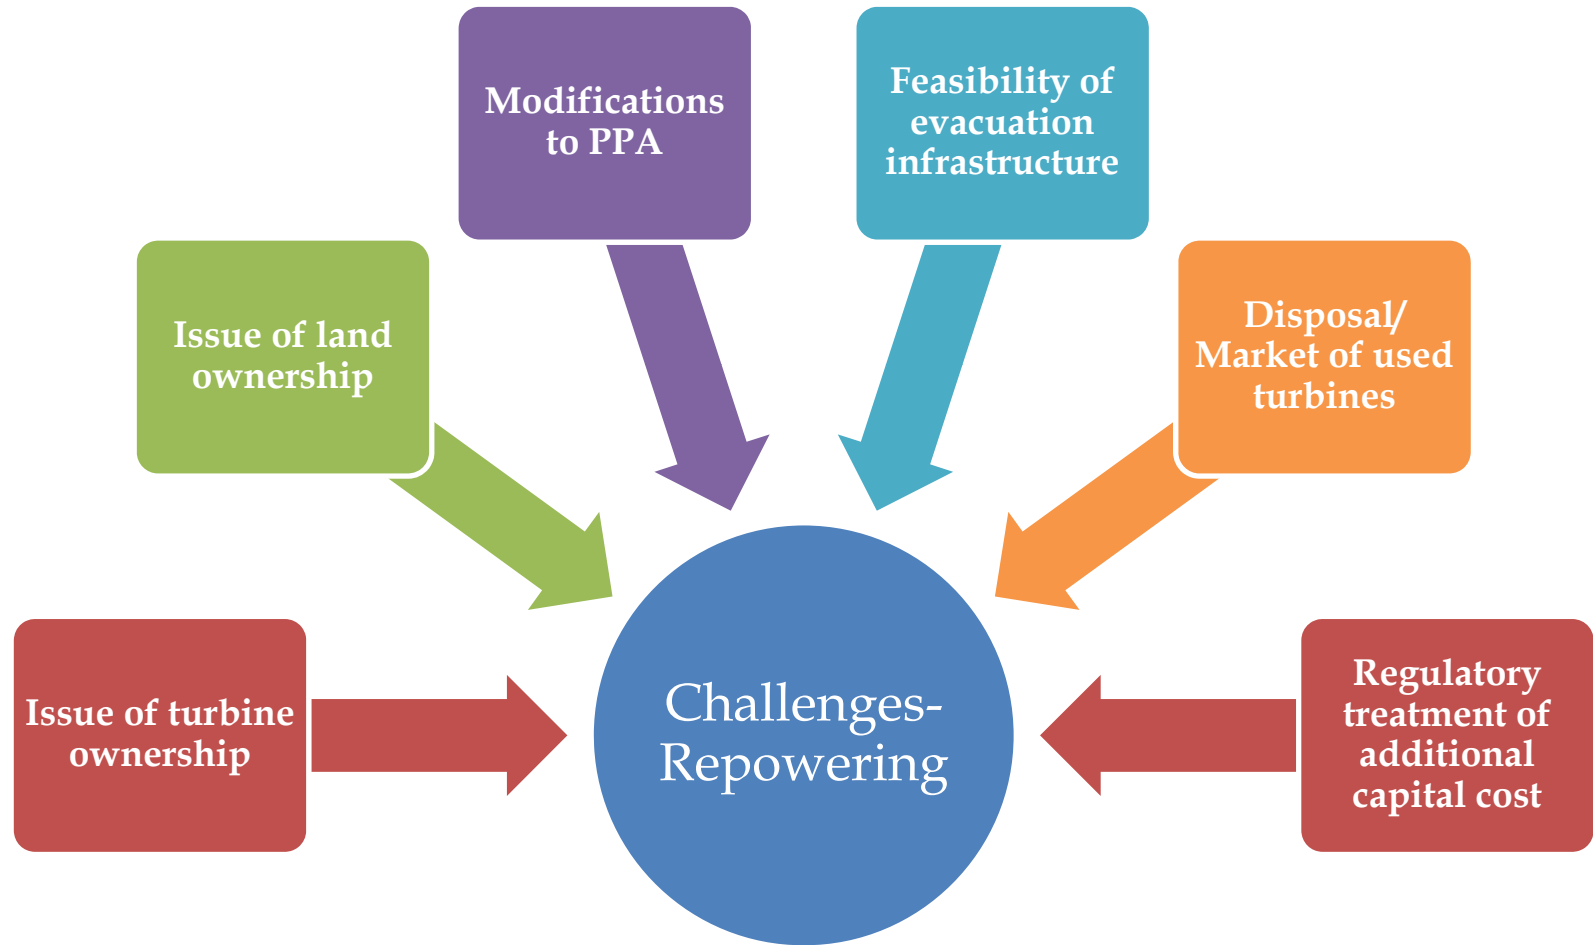 Modifications
to PPA
Feasibility of
evacuation
infrastructure
Issue of land
ownership
Disposal/
Market of used
turbines
Issue of turbine
ownership
Challenges-
Repowering
Regulatory
treatment of
additional
capital cost